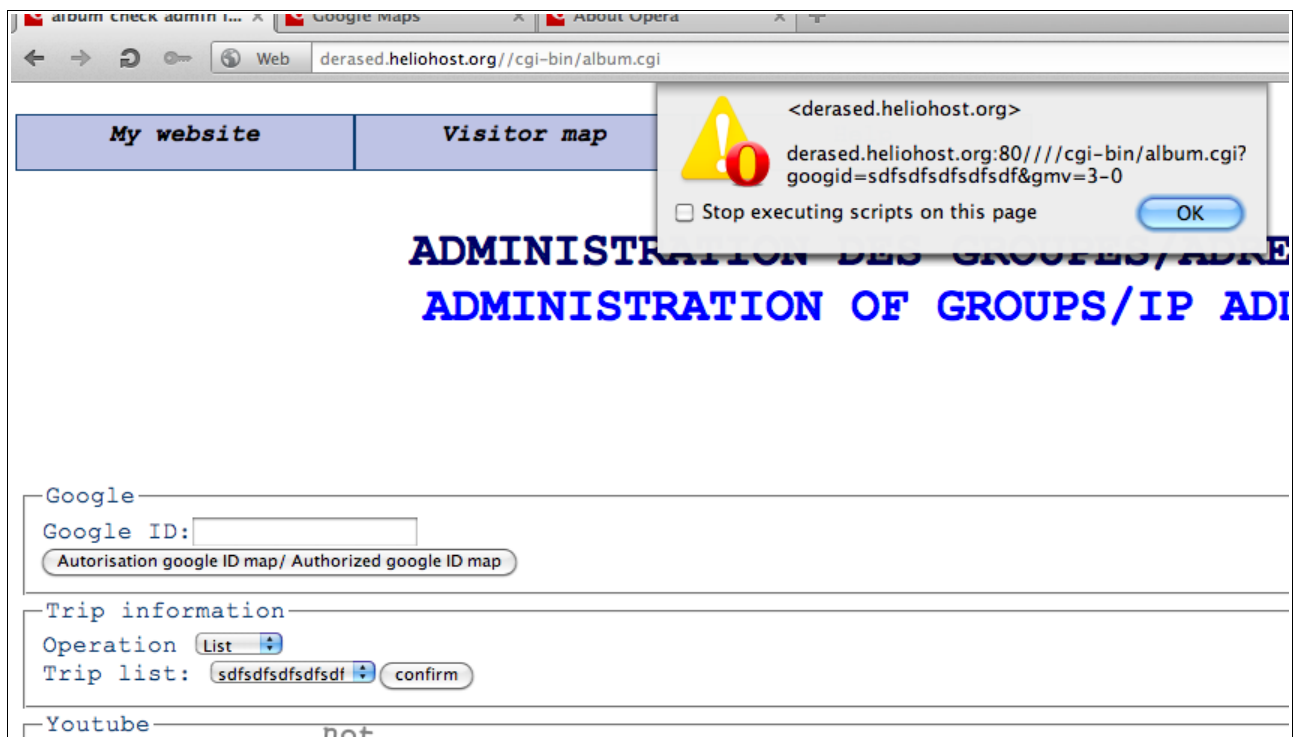 album check admin i...
Google Maps
About Opera
Web
derased.heliohost.org//cgi-bin/album.cgi
<derased.heliohost.org>
derased.heliohost.org:80////cgi-bin/album.cgi?
googid=sdfsdfsdfsdfsdf&gmv=3-0
Stop executing scripts on this page
OK
My website
Visitor map
ADMINISTRATION DES GROUPES/ADRE
ADMINISTRATION OF GROUPS/IP AD
Google
Google ID:
Autorisation google ID map/ Authorized google ID map
Trip information
Operation List
Trip list: sdfsdfsdfsdfsdf confirm
Youtube
not